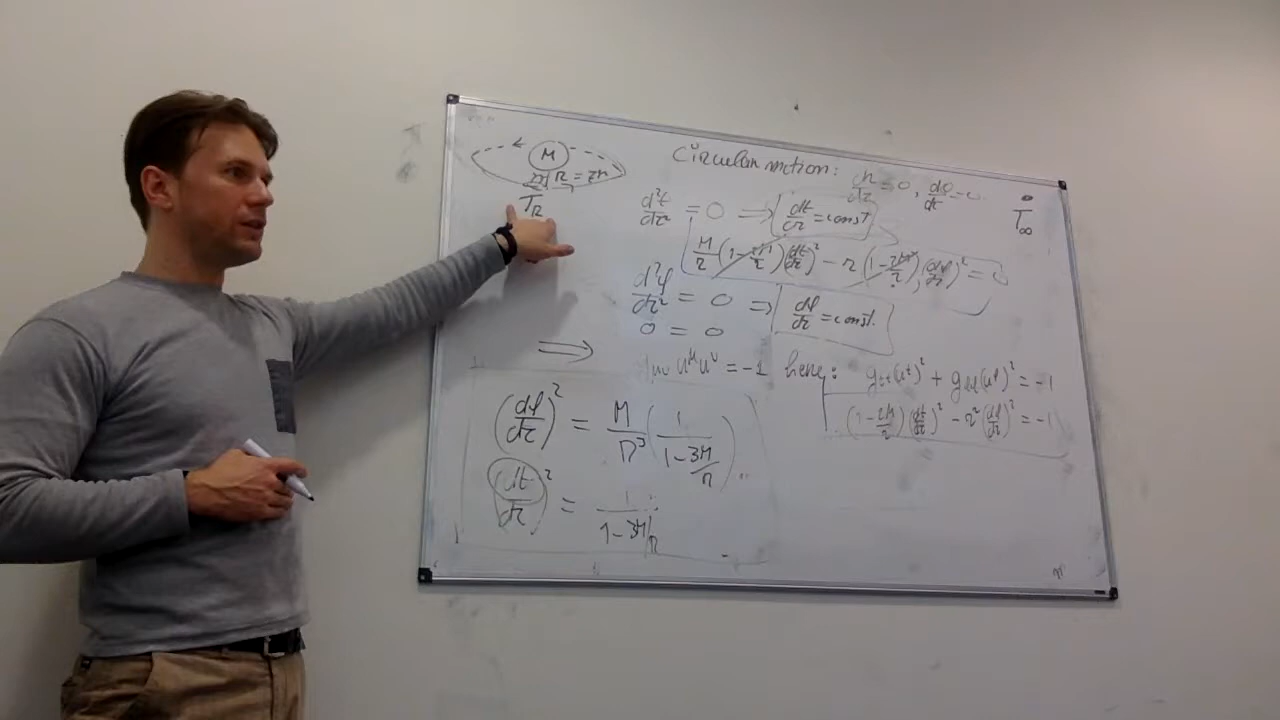 M
R = 2M
T_R
Circular motion:
dr/dτ = 0, dθ/dτ = 0
T_∞
d²t/dτ² = 0 ⇒ dt/dτ = const
M/r (1 - 2M/r) (dt/dτ)² - r (1 - 2M/r) (dφ/dτ)² = 0
d²φ/dτ² = 0 ⇒ dφ/dτ = const.
0 = 0
⇒
u^μ u^ν = -1 here: g_tt(u^t)² + g_φφ(u^φ)² = -1
(1 - 2M/r) (dt/dτ)² - r² (dφ/dτ)² = -1
(dφ/dτ)² = M/r³ (1/(1 - 3M/r))
(dt/dτ)² = 1/(1 - 3M/r)